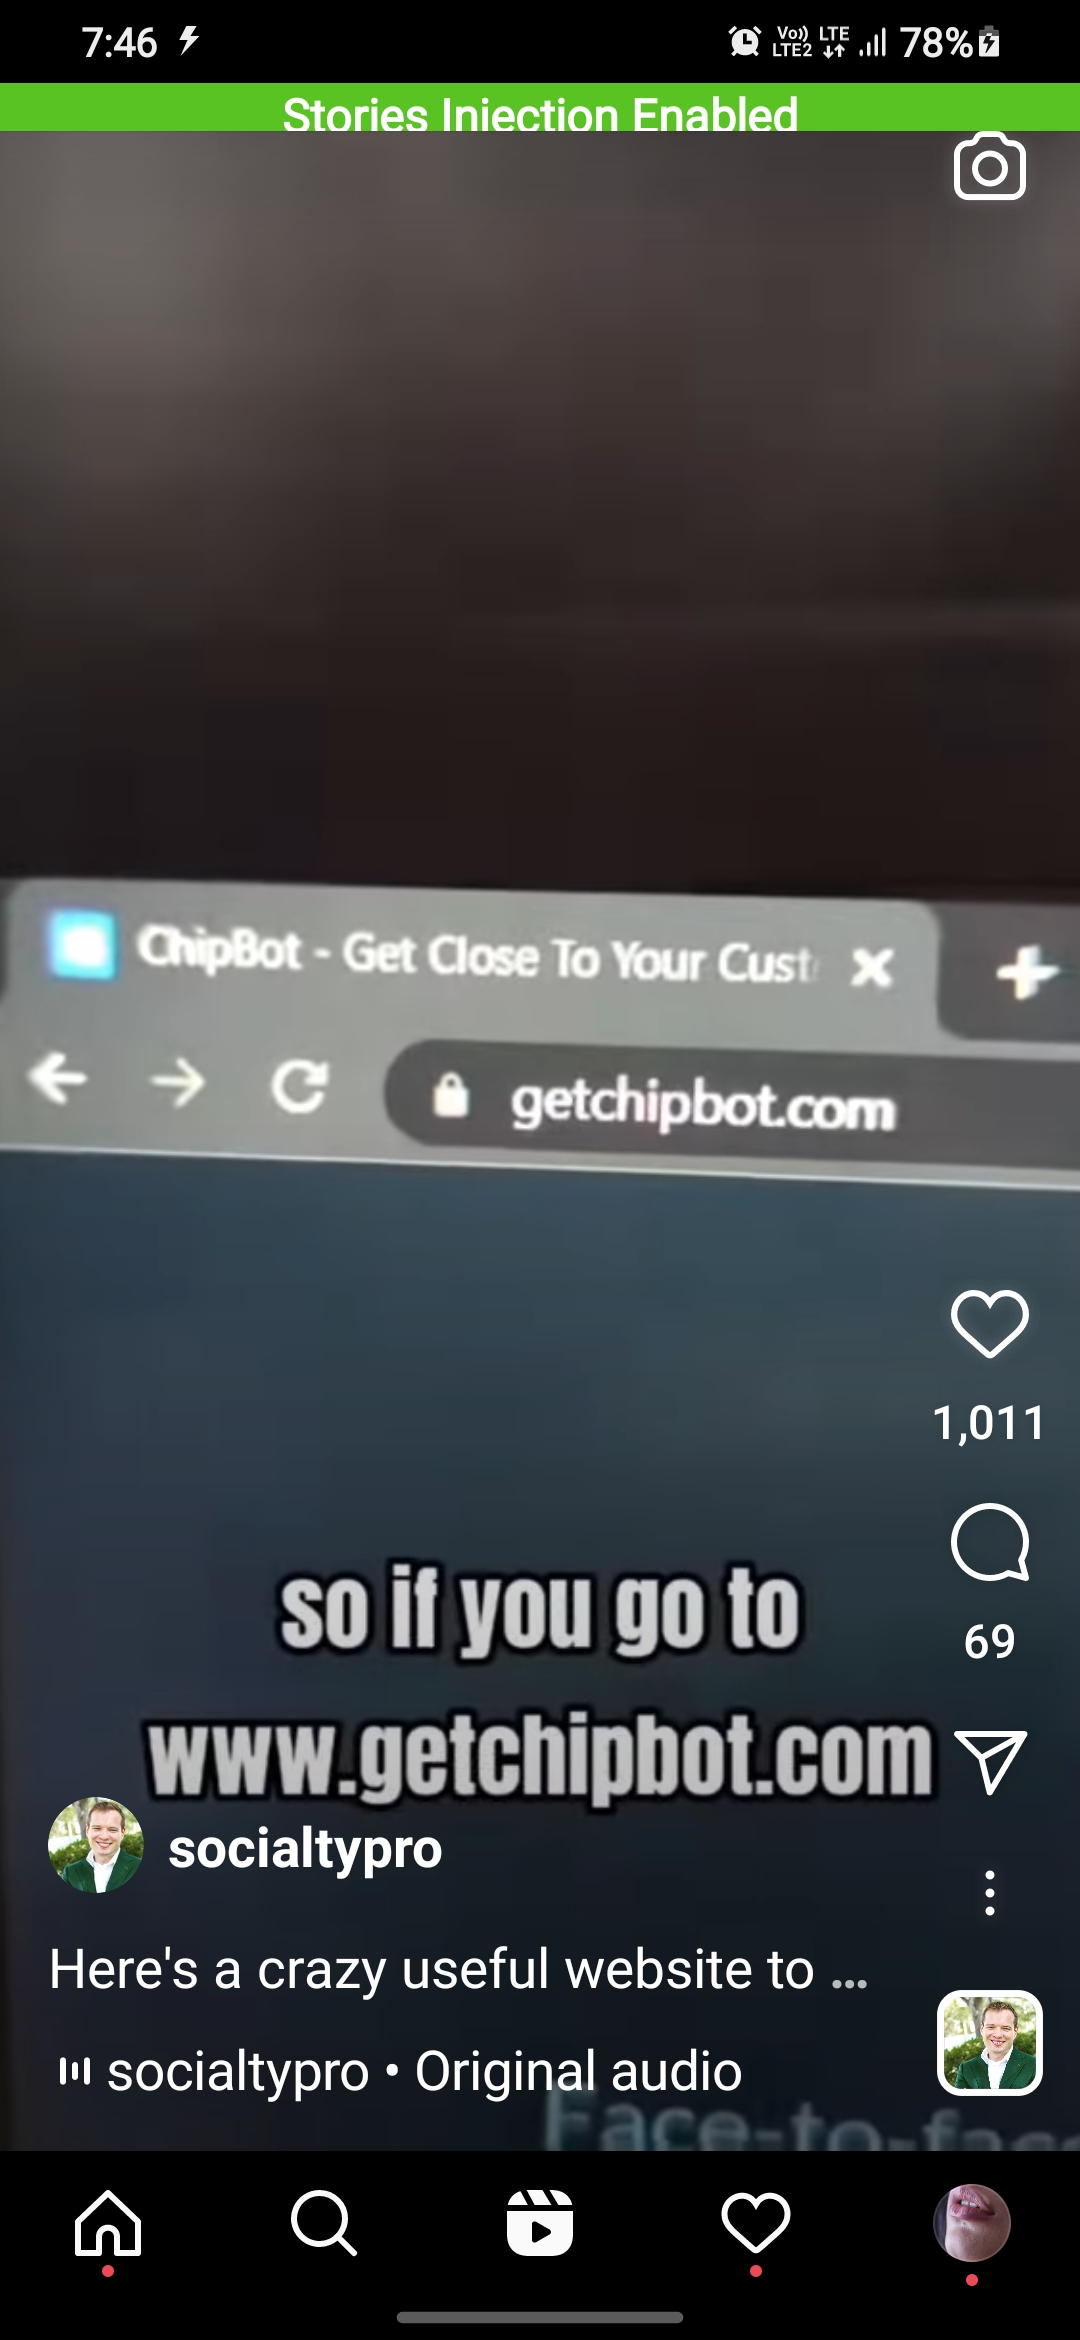 7:46
Vo)) LTE
LTE2
78%
Stories Injection Enabled
ChipBot - Get Close To Your Cust
getchipbot.com
1,011
so if you go to
69
www.getchipbot.com
socialtypro
Here's a crazy useful website to ...
socialtypro • Original audio
Face-to-fac